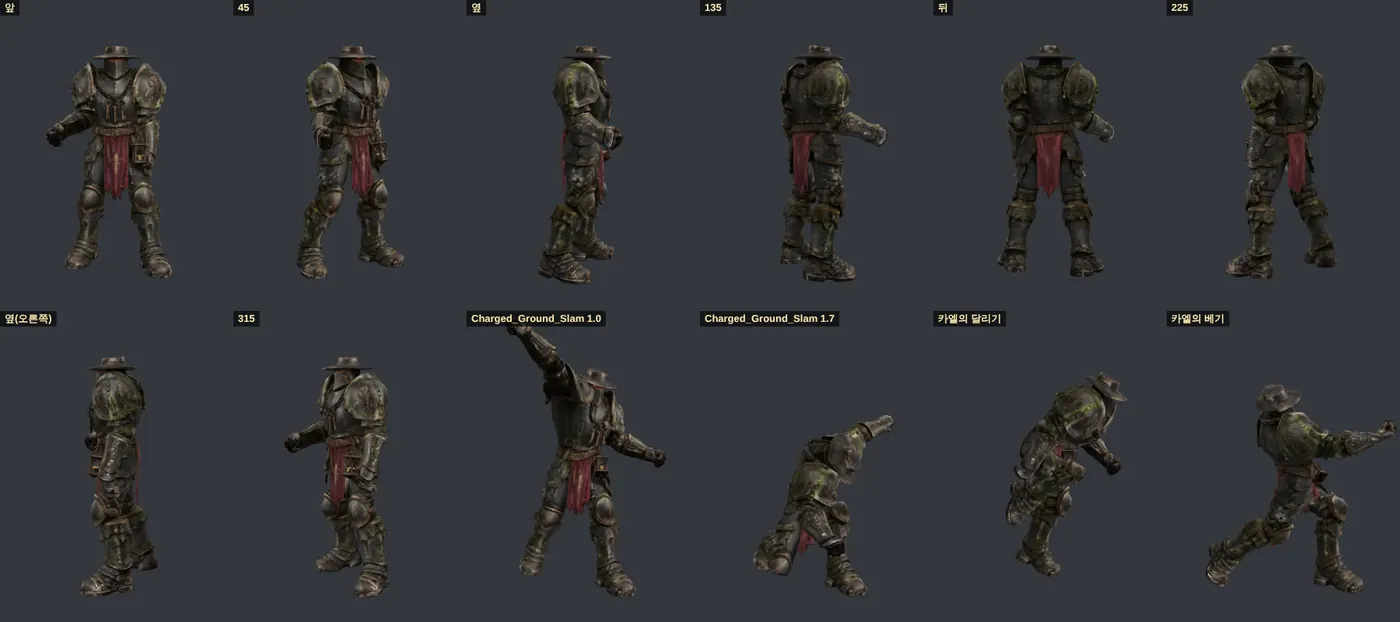 앞
45
옆
135
뒤
225
옆(오른쪽)
315
Charged_Ground_Slam 1.0
Charged_Ground_Slam 1.7
카엘의 달리기
카엘의 베기